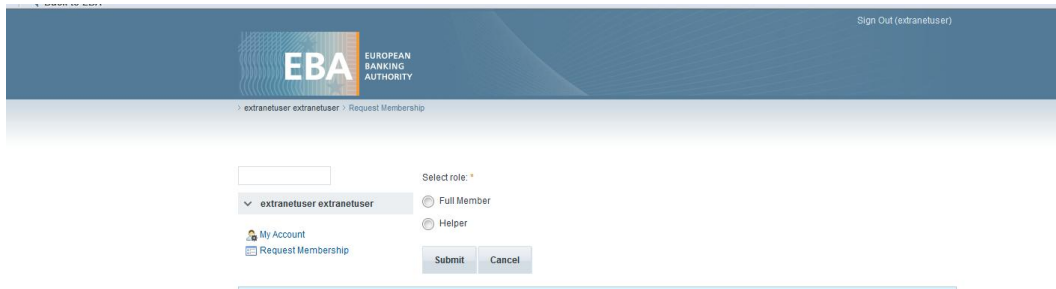 Sign Out (extranetuser)
EBA
EUROPEAN
BANKING
AUTHORITY
› extranetuser extranetuser › Request Membership
Select role: *
extranetuser extranetuser
Full Member
Helper
My Account
Request Membership
Submit Cancel